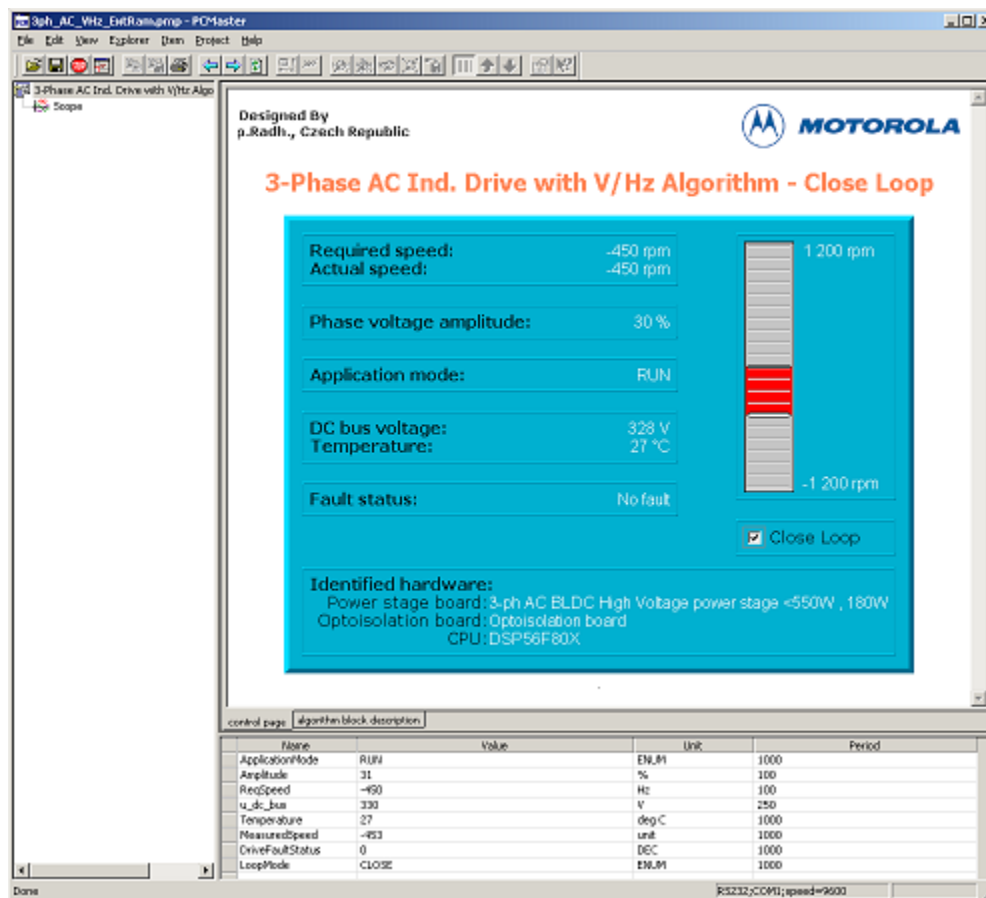 3ph_AC_VHz_ExtRam.pmp - PCMaster
File Edit View Explorer Item Project Help
3-Phase AC Ind. Drive with V/Hz Algo
Scope
Designed By
p.Radh., Czech Republic
MOTOROLA
3-Phase AC Ind. Drive with V/Hz Algorithm - Close Loop
Required speed: -450 rpm
Actual speed: -450 rpm
1 200 rpm
Phase voltage amplitude: 30 %
Application mode: RUN
DC bus voltage: 328 V
Temperature: 27 °C
-1 200 rpm
Fault status: No fault
Close Loop
Identified hardware:
Power stage board: 3-ph AC BLDC High Voltage power stage <550W , 180W
Optoisolation board: Optoisolation board
CPU: DSP56F80X
control page algorithm block description
Name Value Unit Period
ApplicationMode RUN ENUM 1000
Amplitude 31 % 100
ReqSpeed -450 Hz 100
u_dc_bus 330 V 250
Temperature 27 deg C 1000
MeasuredSpeed -453 unit 1000
DriveFaultStatus 0 DEC 1000
LoopMode CLOSE ENUM 1000
Done RS232;COM1;speed=9600